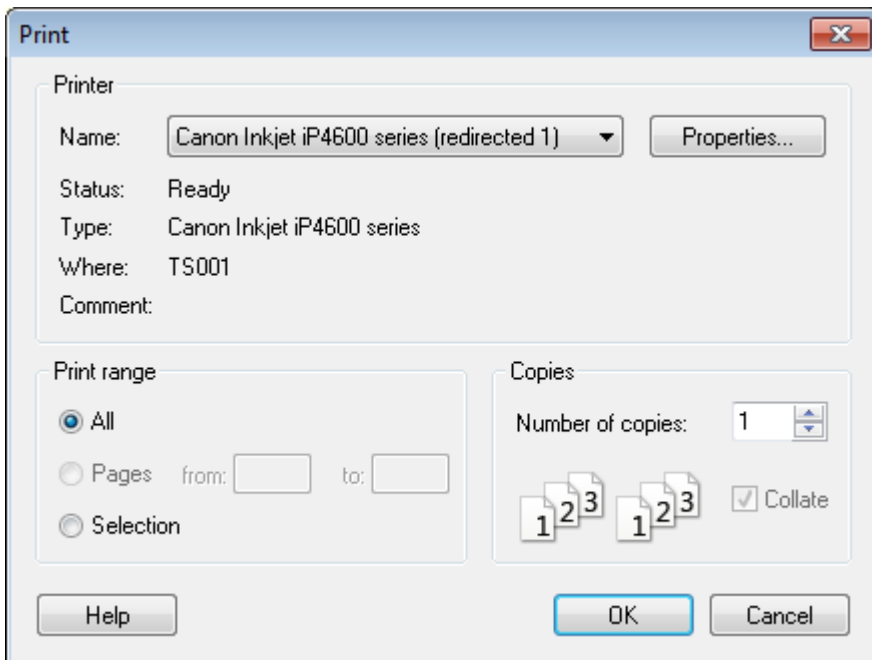 Print
Printer
Name: Canon Inkjet iP4600 series (redirected 1) Properties...
Status: Ready
Type: Canon Inkjet iP4600 series
Where: TS001
Comment:
Print range
All
Pages from: to:
Selection
Copies
Number of copies: 1
1 2 3 1 2 3 Collate
Help OK Cancel